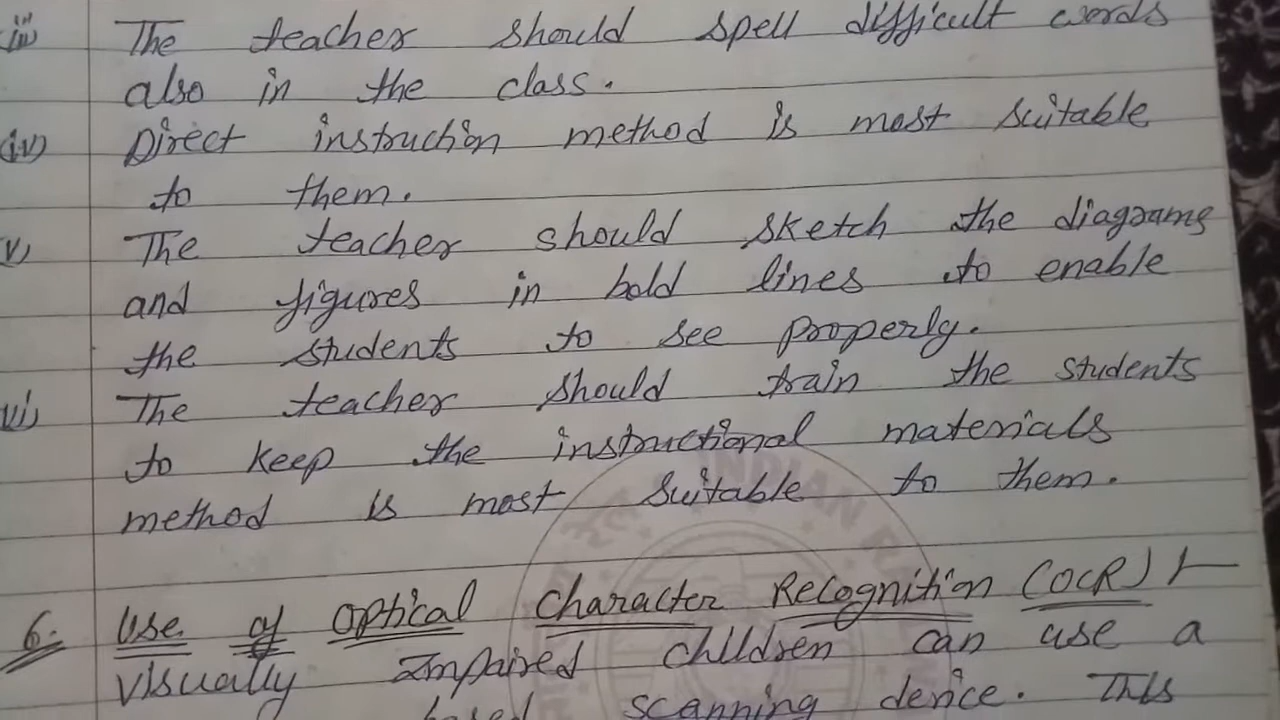 iii) The teacher should spell difficult words
also in the class.
iv) Direct instruction method is most suitable
to them.
v) The teacher should sketch the diagrams
and figures in bold lines to enable
the students to see properly.
vi) The teacher should train the students
to keep the instructional materials
method is most suitable to them.
INDIAN
6. Use of Optical Character Recognition (OCR) :-
Visually Impaired children can use a
based scanning device. This